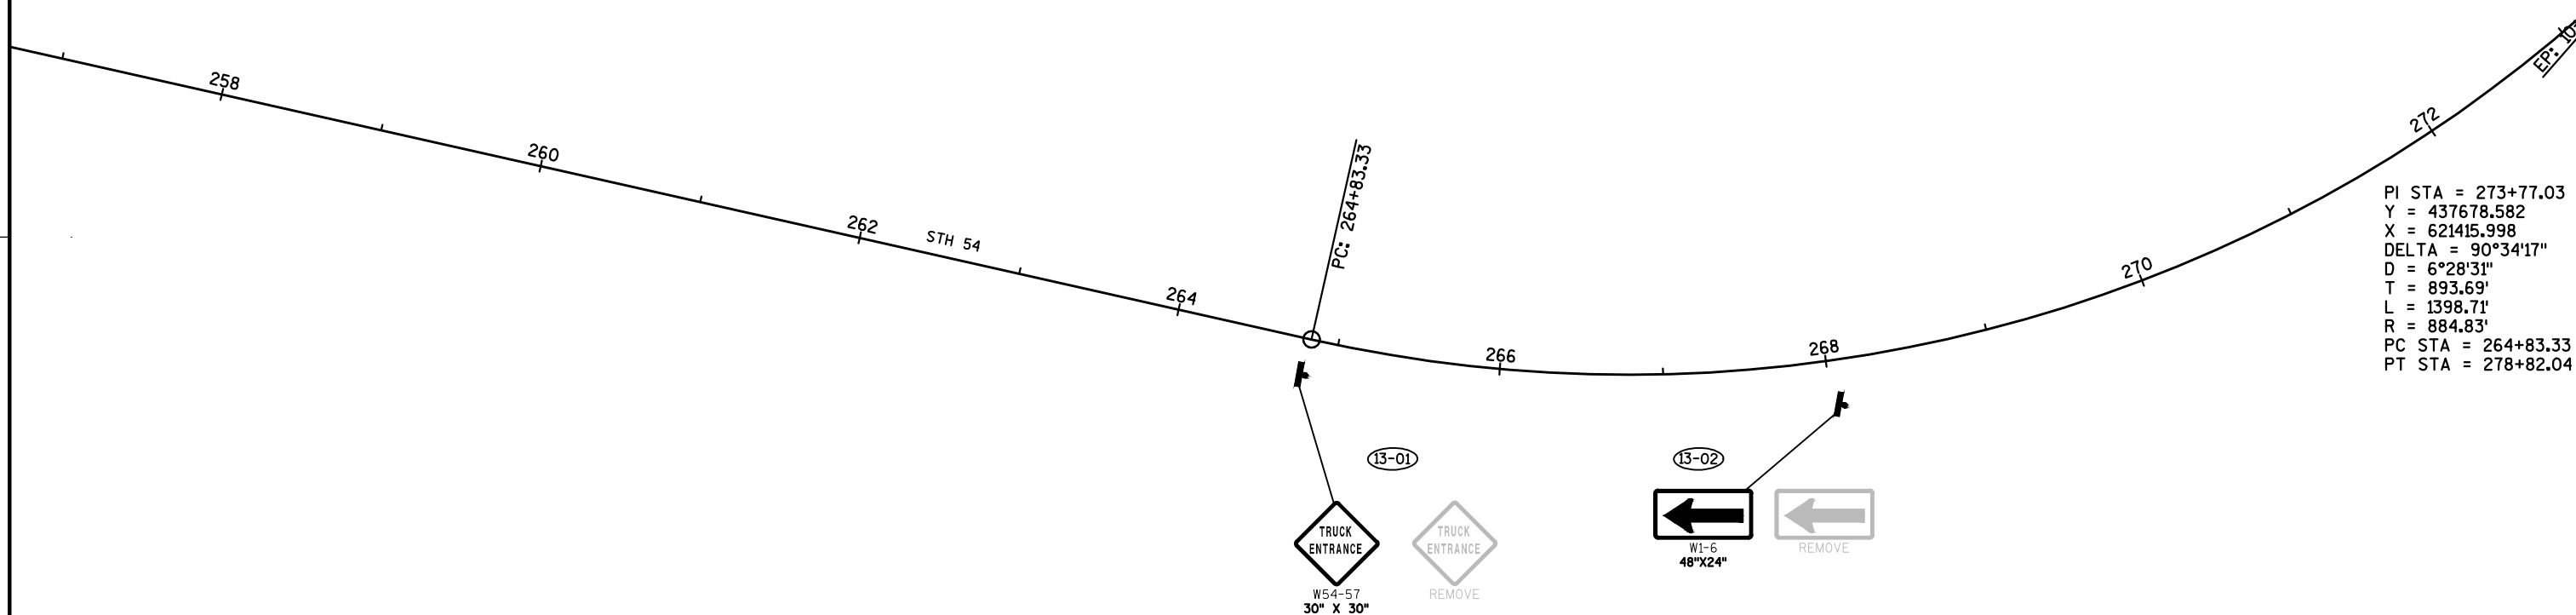 258
260
262
STH 54
264
PC: 264+83.33
266
268
270
272
EP:
PI STA = 273+77.03
Y = 437678.582
X = 621415.998
DELTA = 90°34'17"
D = 6°28'31"
T = 893.69'
L = 1398.71'
R = 884.83'
PC STA = 264+83.33
PT STA = 278+82.04
13-01
TRUCK
ENTRANCE
W54-57
30" X 30"
TRUCK
ENTRANCE
REMOVE
13-02
W1-6
48"X24"
REMOVE